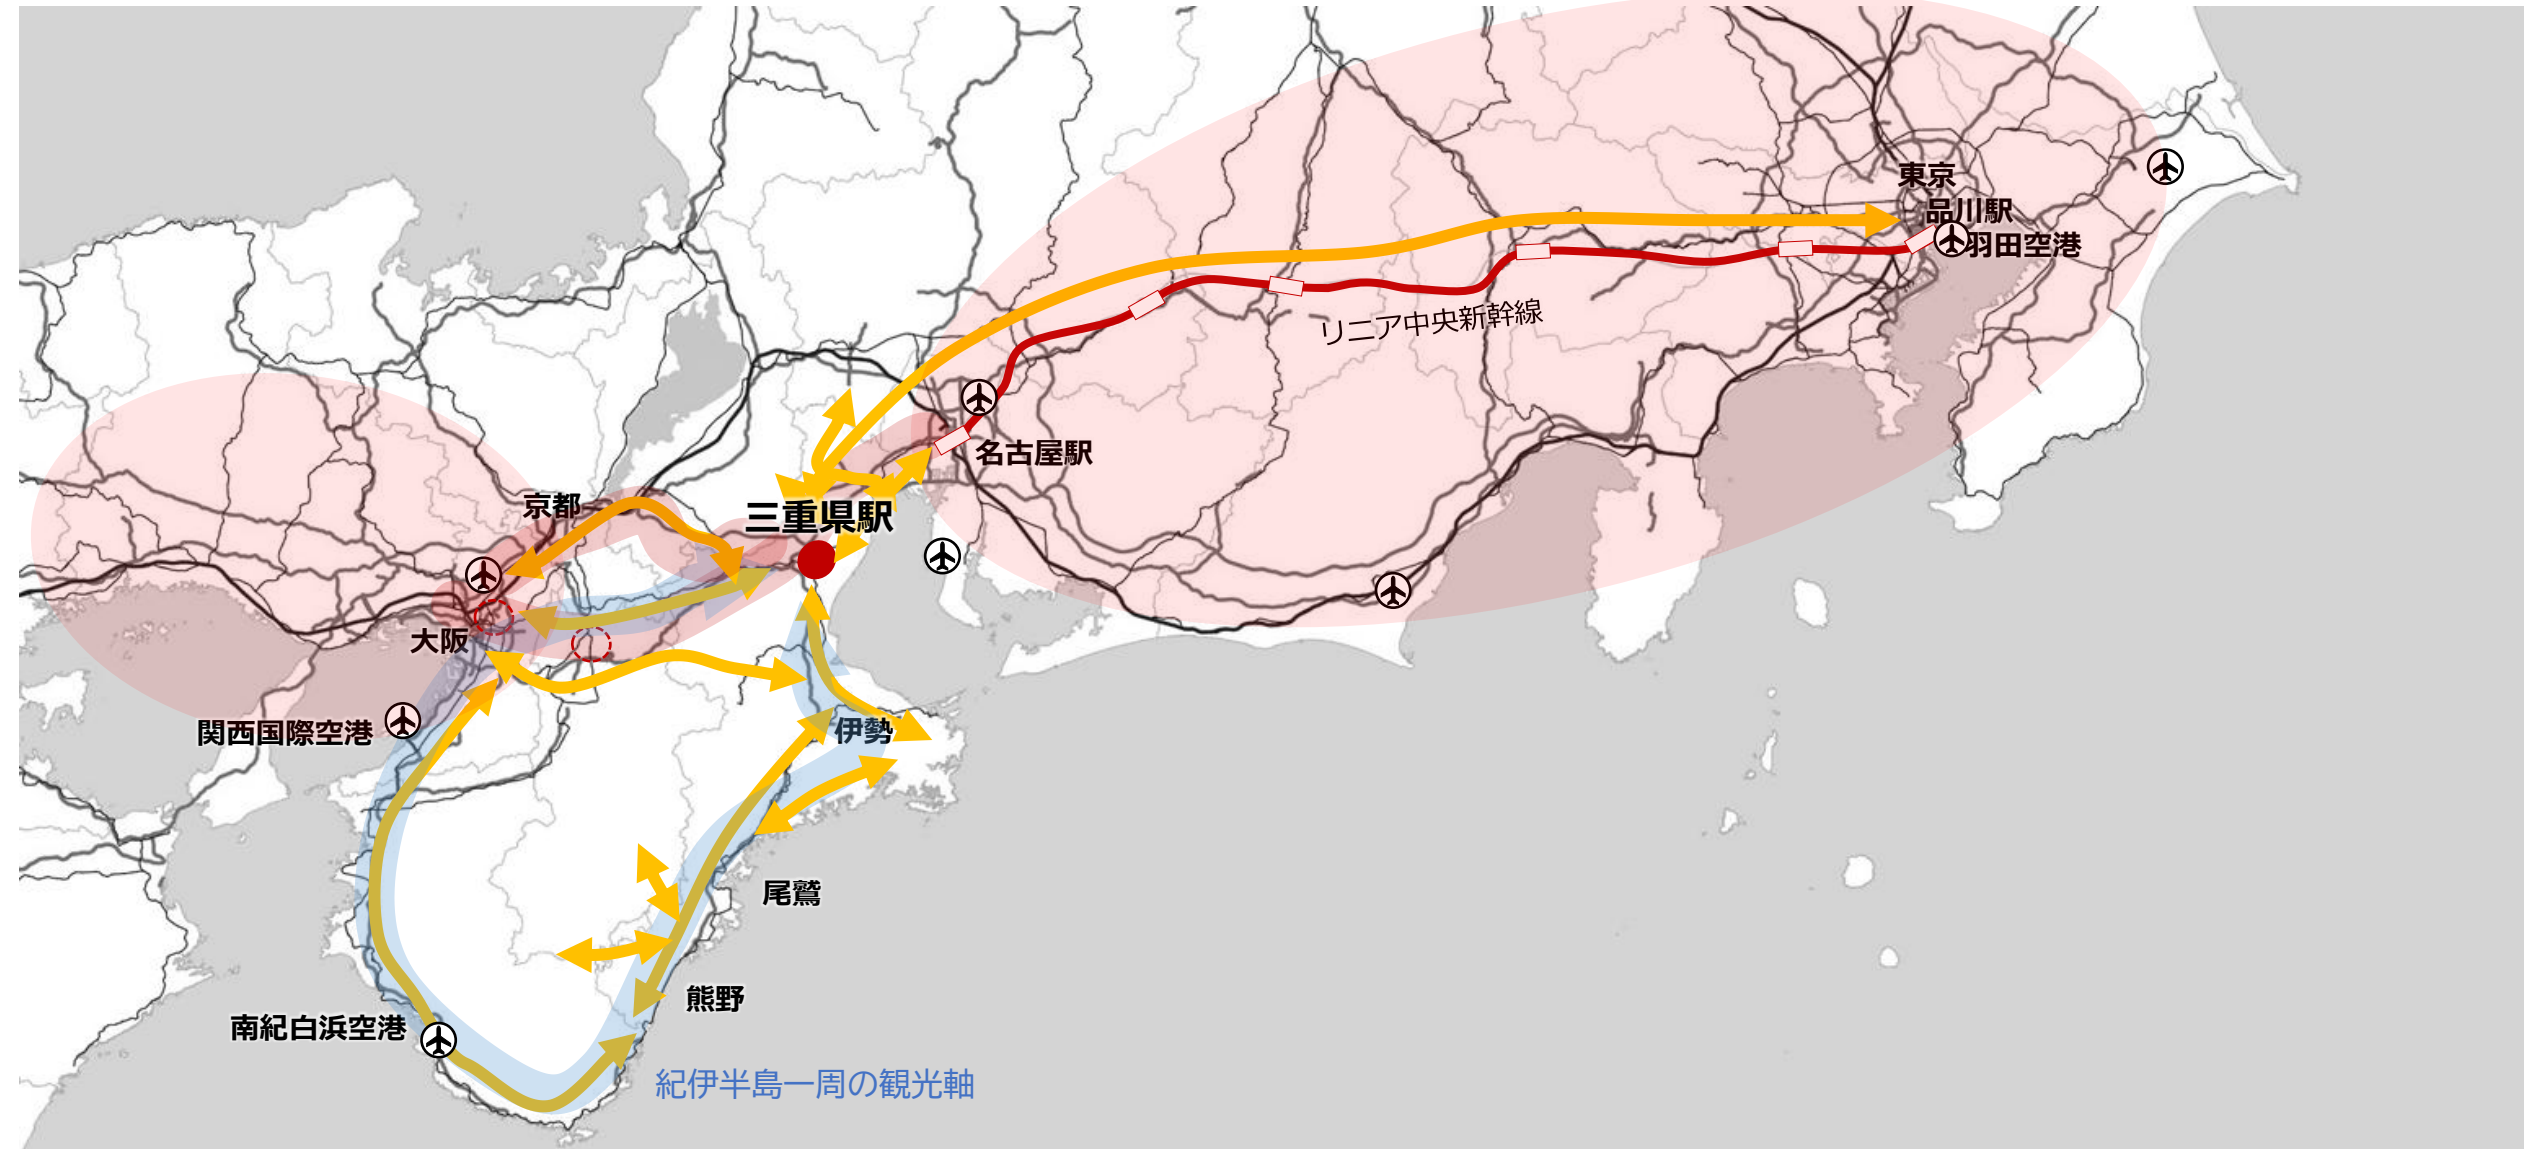 東京
品川駅
羽田空港
リニア中央新幹線
名古屋駅
京都
三重県駅
大阪
関西国際空港
伊勢
尾鷲
熊野
南紀白浜空港
紀伊半島一周の観光軸